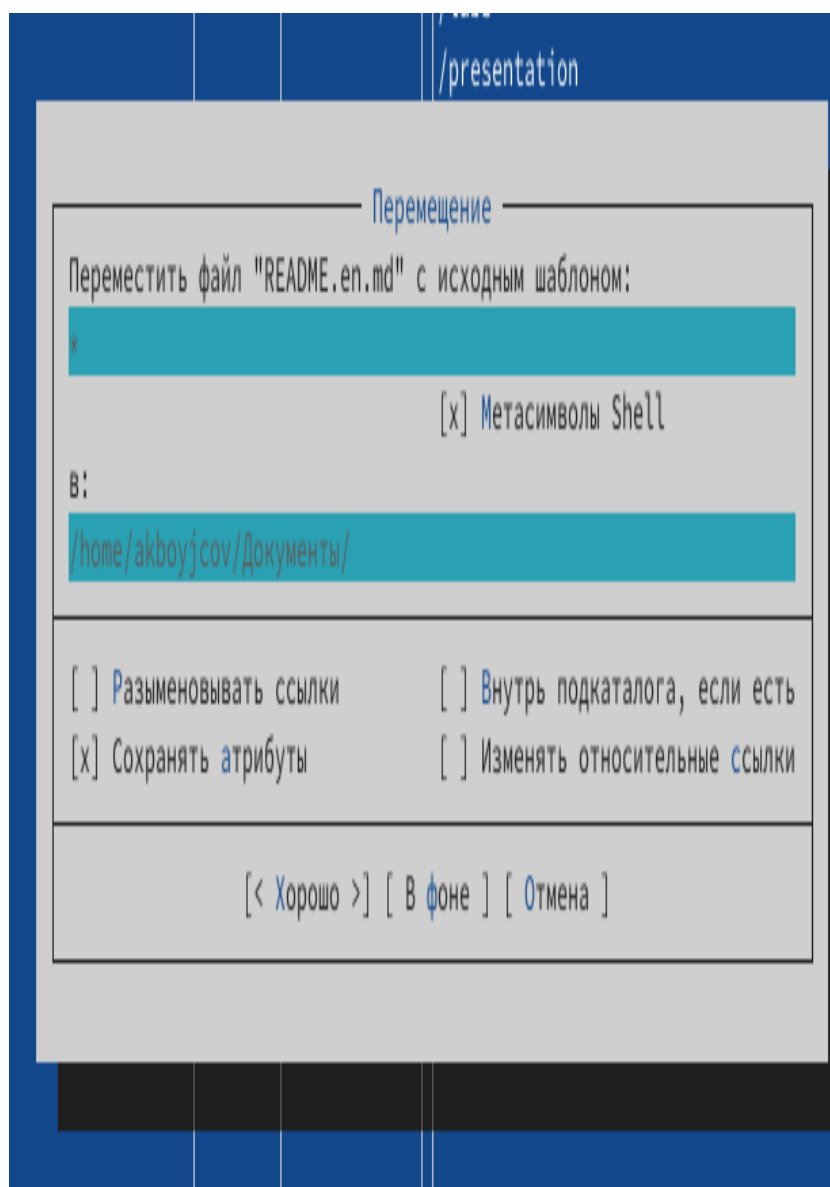 /presentation
Перемещение
Переместить файл "README.en.md" с исходным шаблоном:
*
[x] Метасимволы Shell
в:
/home/akboyjcov/Документы/
[ ] Разыменовывать ссылки [ ] Внутрь подкаталога, если есть
[x] Сохранять атрибуты [ ] Изменять относительные ссылки
[< Хорошо >] [ В фоне ] [ Отмена ]